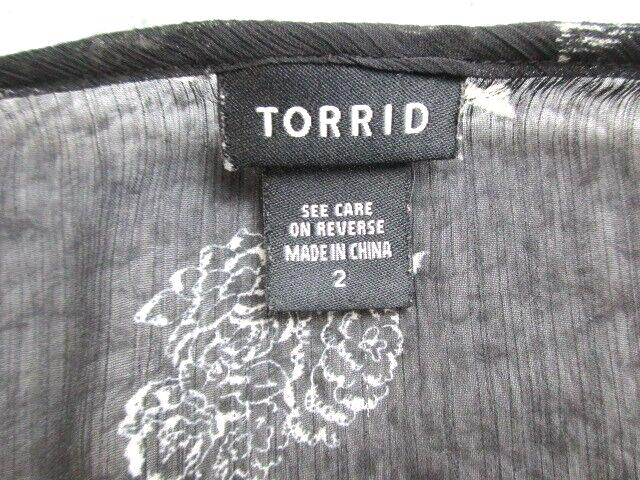 TORRID
SEE CARE
ON REVERSE
MADE IN CHINA
2